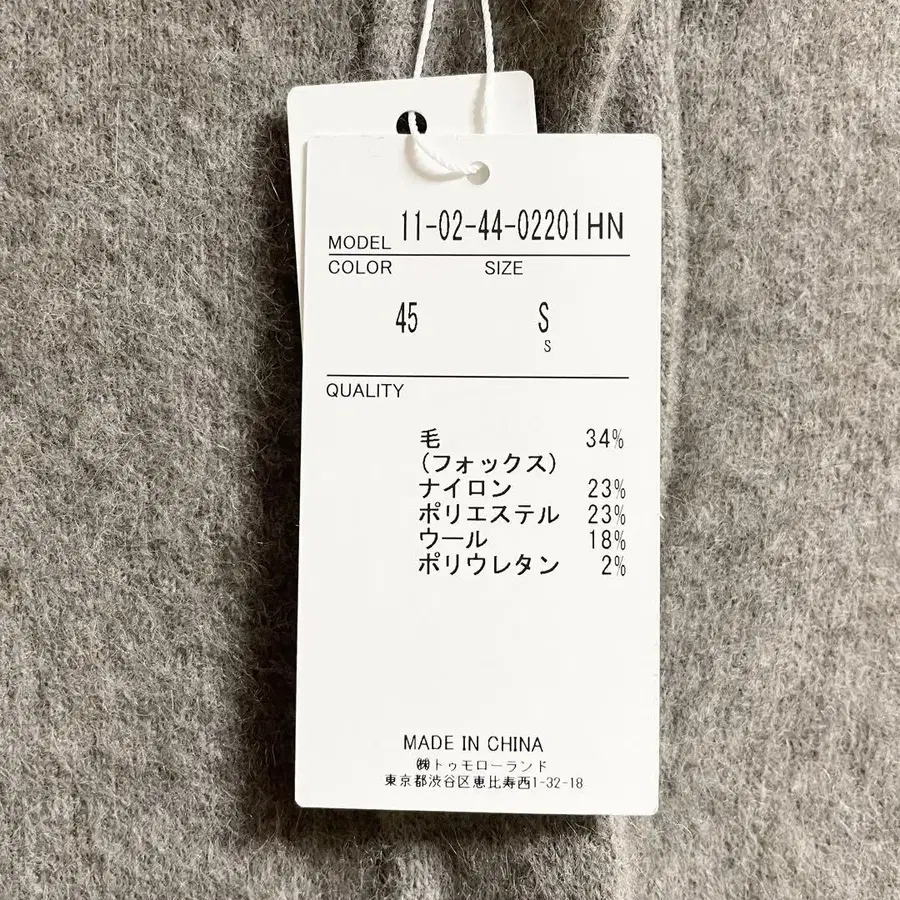 MODEL 11-02-44-02201HN
COLOR SIZE
45 S
S
QUALITY
毛 34%
(フォックス)
ナイロン 23%
ポリエステル 23%
ウール 18%
ポリウレタン 2%
MADE IN CHINA
㈱トゥモローランド
東京都渋谷区恵比寿西1-32-18